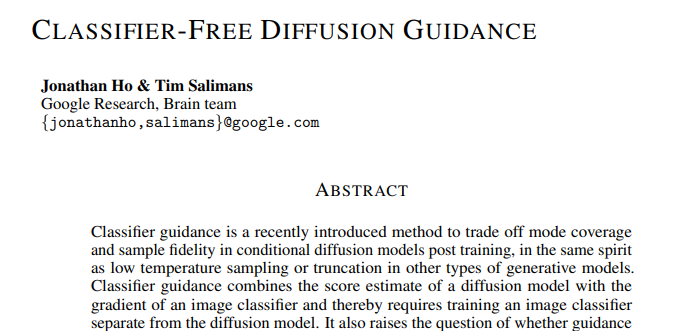 CLASSIFIER-FREE DIFFUSION GUIDANCE
Jonathan Ho & Tim Salimans
Google Research, Brain team
{jonathanho,salimans}@google.com
ABSTRACT
Classifier guidance is a recently introduced method to trade off mode coverage
and sample fidelity in conditional diffusion models post training, in the same spirit
as low temperature sampling or truncation in other types of generative models.
Classifier guidance combines the score estimate of a diffusion model with the
gradient of an image classifier and thereby requires training an image classifier
separate from the diffusion model. It also raises the question of whether guidance